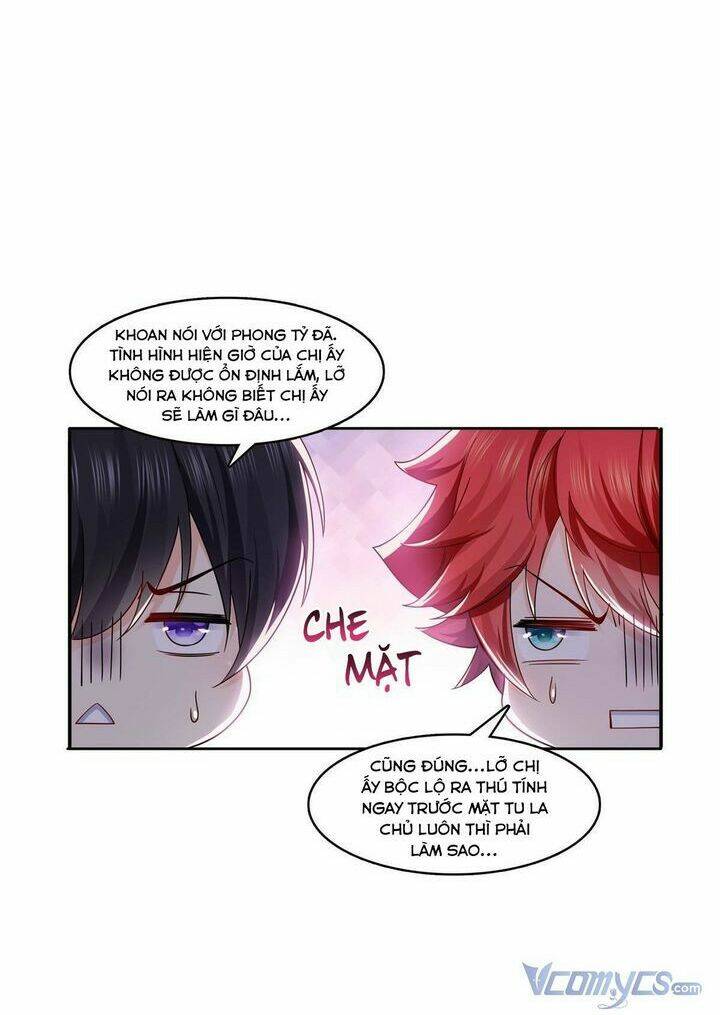 KHOAN NÓI VỚI PHONG TỶ ĐÃ.
TÌNH HÌNH HIỆN GIỜ CỦA CHỊ ẤY
KHÔNG ĐƯỢC ỔN ĐỊNH LẮM, LỠ
NÓI RA KHÔNG BIẾT CHỊ ẤY
SẼ LÀM GÌ ĐÂU...
CHE
MẶT
CŨNG ĐÚNG...LỠ CHỊ
ẤY BỘC LỘ RA THÚ TÍNH
NGAY TRƯỚC MẶT TU LA
CHỦ LUÔN THÌ PHẢI
LÀM SAO...
VCOMYCS.com